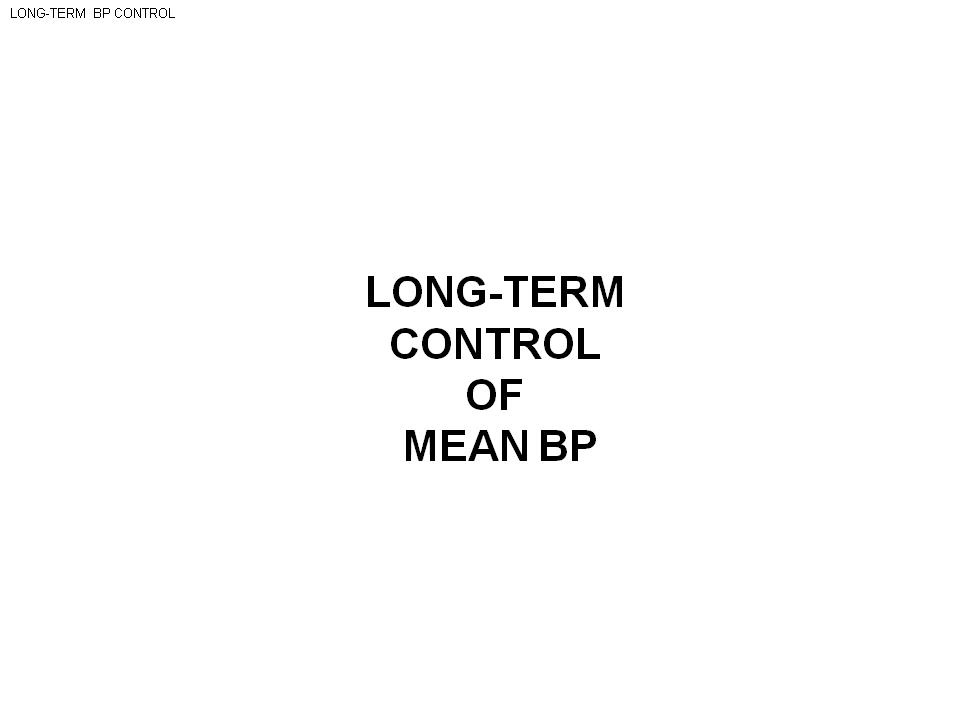 LONG-TERM BP CONTROL
LONG-TERM
CONTROL
OF
MEAN BP